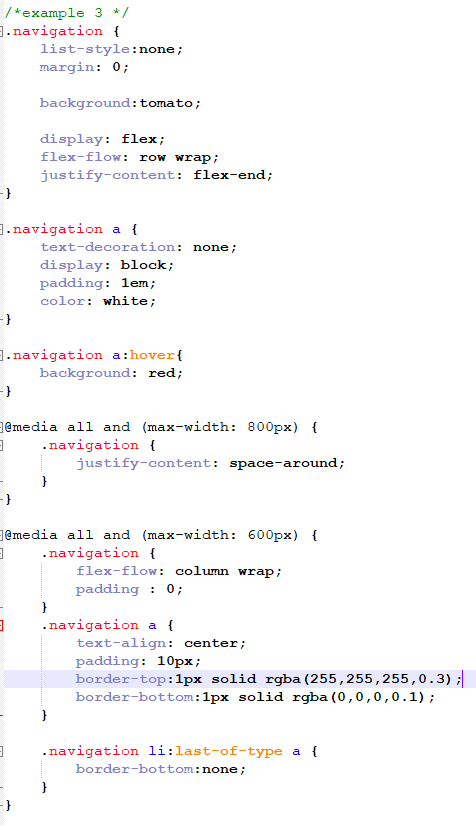 /*example 3 */
.navigation {
    list-style:none;
    margin: 0;

    background:tomato;

    display: flex;
    flex-flow: row wrap;
    justify-content: flex-end;
}

.navigation a {
    text-decoration: none;
    display: block;
    padding: 1em;
    color: white;
}

.navigation a:hover{
    background: red;
}

@media all and (max-width: 800px) {
    .navigation {
        justify-content: space-around;
    }
}

@media all and (max-width: 600px) {
    .navigation {
        flex-flow: column wrap;
        padding : 0;
    }
    .navigation a {
        text-align: center;
        padding: 10px;
        border-top:1px solid rgba(255,255,255,0.3);
        border-bottom:1px solid rgba(0,0,0,0.1);
    }

    .navigation li:last-of-type a {
        border-bottom:none;
    }
}